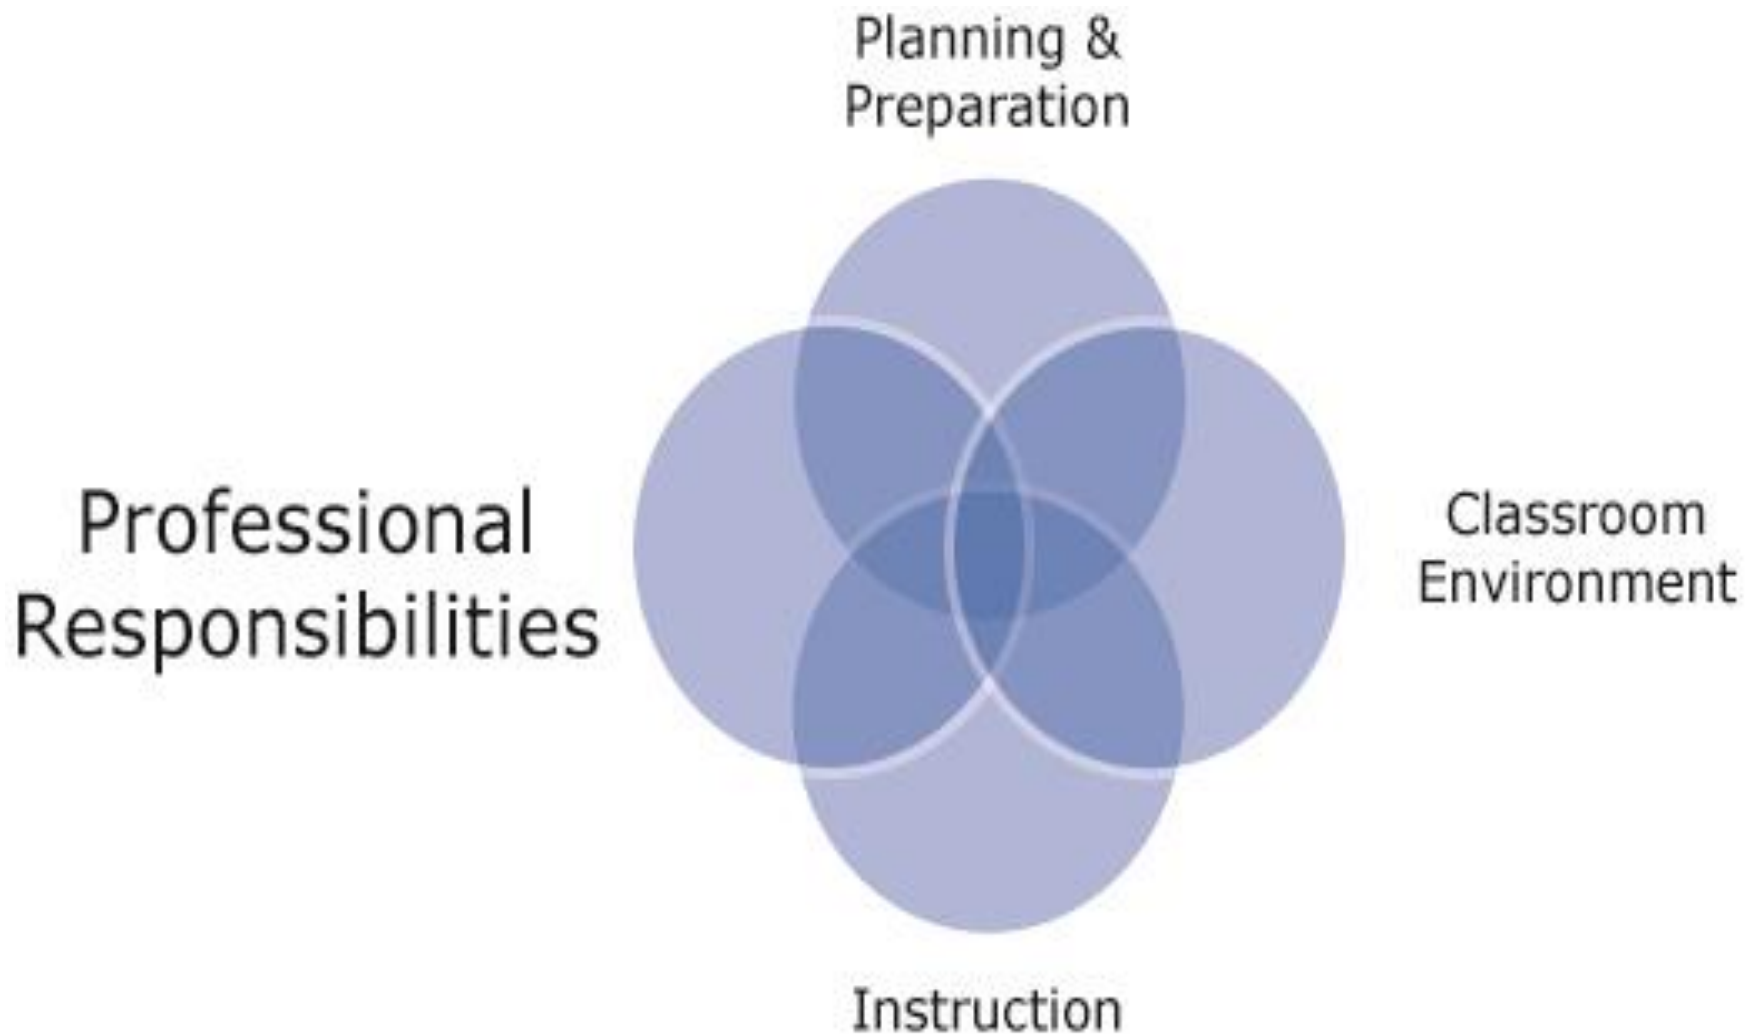 Planning &
Preparation
Professional
Responsibilities
Classroom
Environment
Instruction